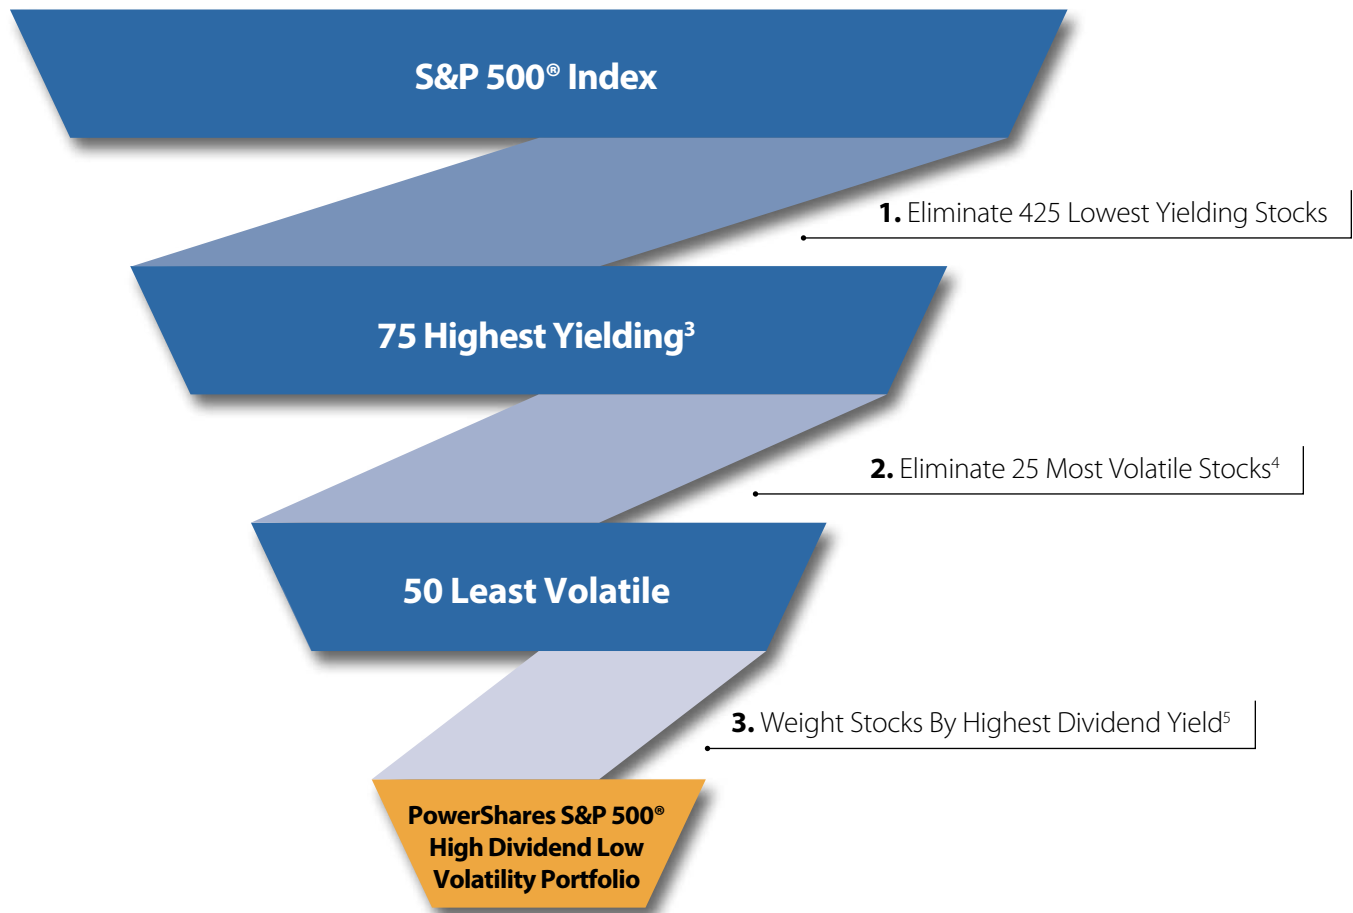 S&P 500® Index
1. Eliminate 425 Lowest Yielding Stocks
75 Highest Yielding³
2. Eliminate 25 Most Volatile Stocks⁴
50 Least Volatile
3. Weight Stocks By Highest Dividend Yield⁵
PowerShares S&P 500®
High Dividend Low
Volatility Portfolio